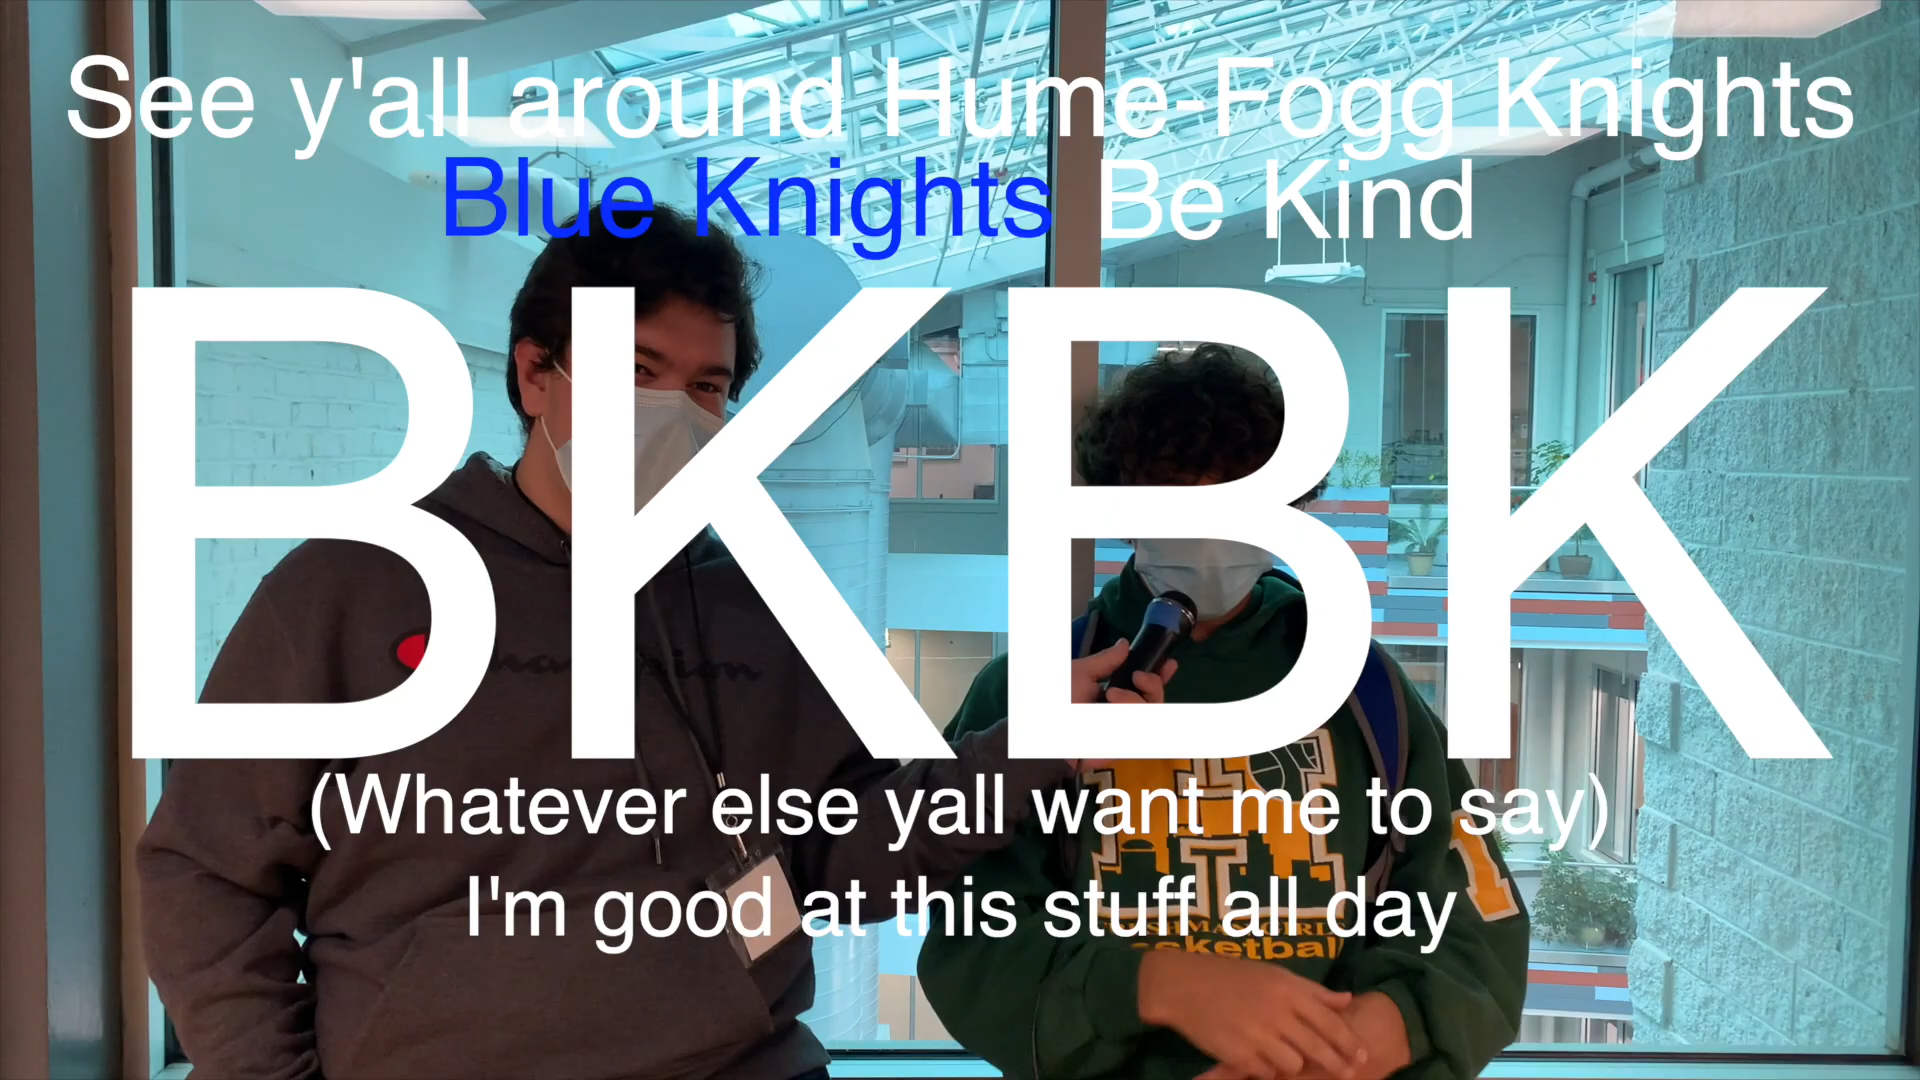 See y'all around Hume-Fogg Knights
Blue Knights Be Kind
BKBK
(Whatever else yall want me to say)
I'm good at this stuff all day